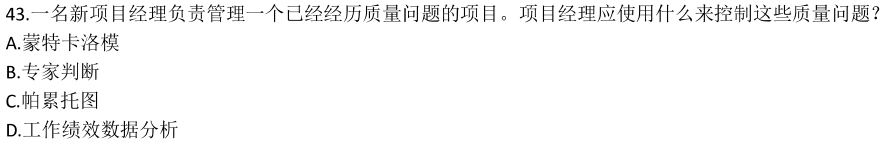 43.一名新项目经理负责管理一个已经经历质量问题的项目。项目经理应使用什么来控制这些质量问题?
A.蒙特卡洛模
B.专家判断
C.帕累托图
D.工作绩效数据分析